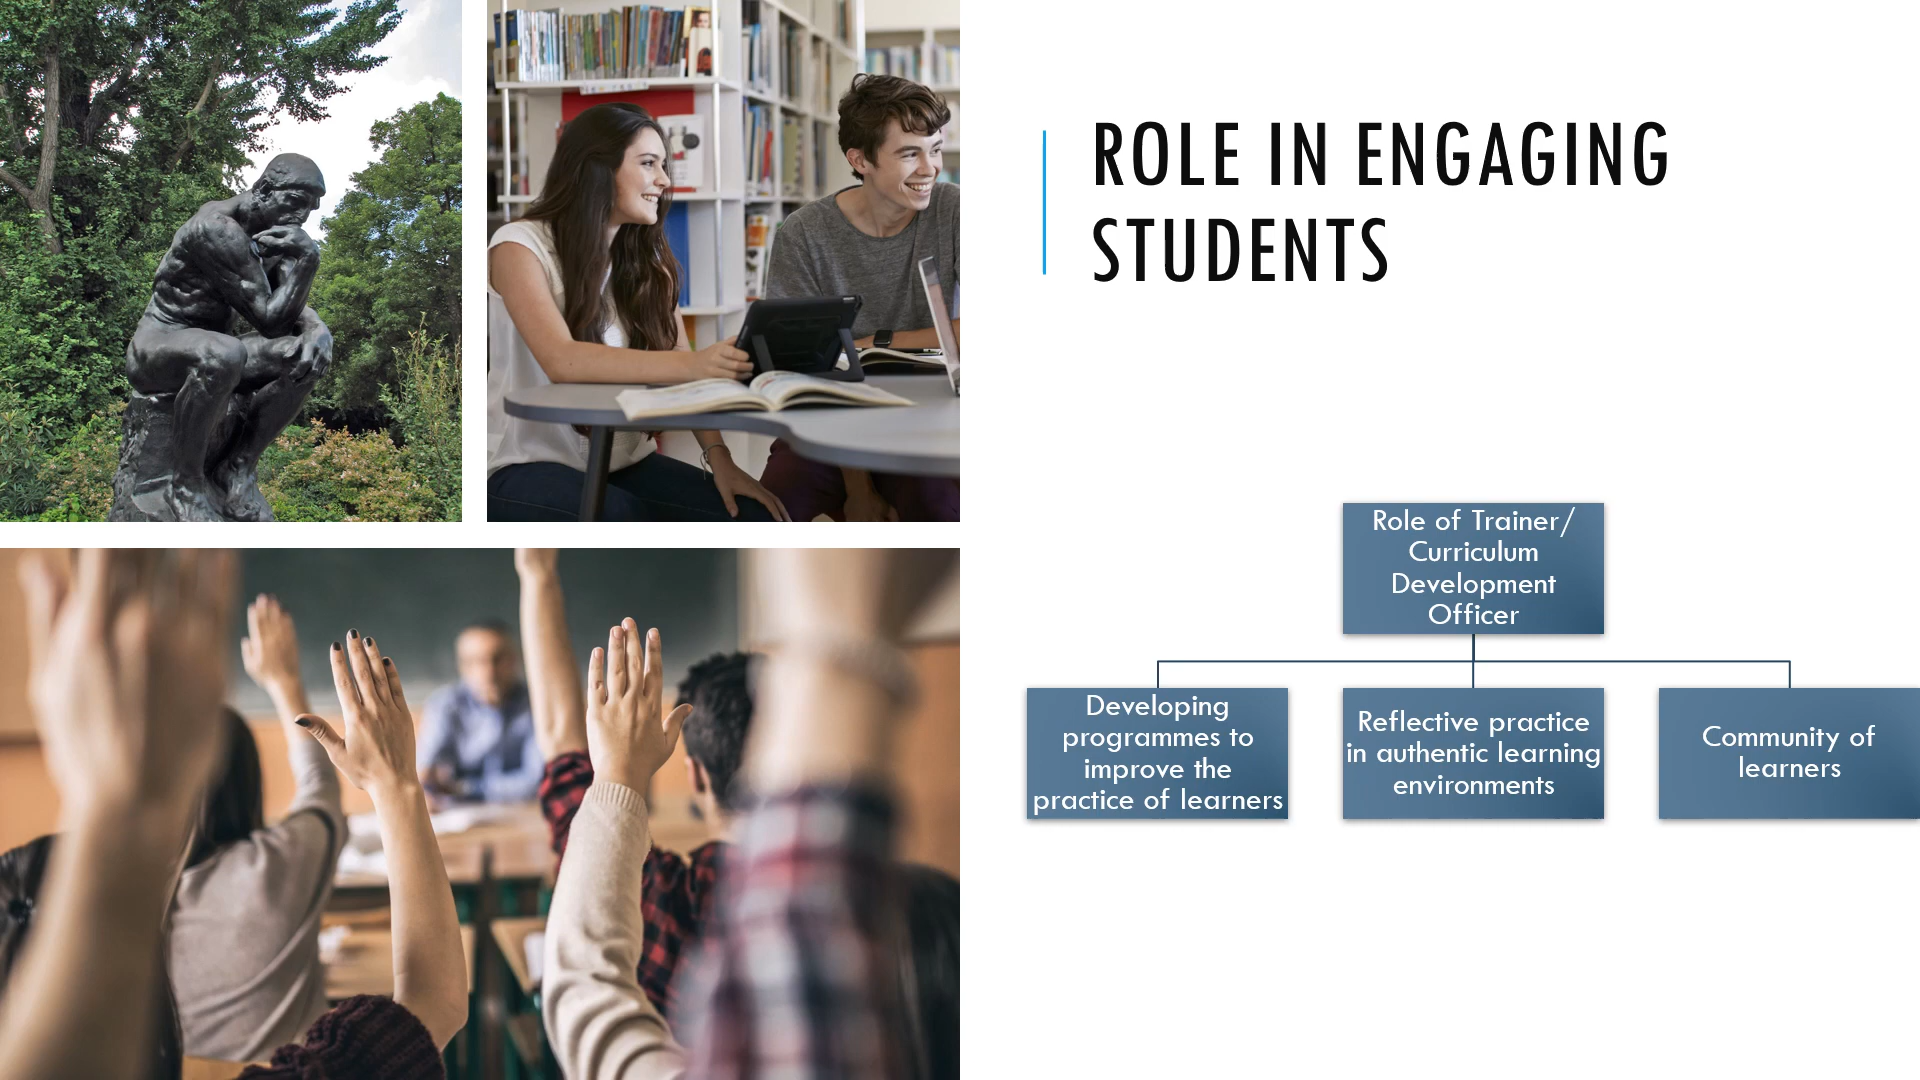 ROLE IN ENGAGING
STUDENTS
Role of Trainer/
Curriculum
Development
Officer
Developing
programmes to
improve the
practice of learners
Reflective practice
in authentic learning
environments
Community of
learners